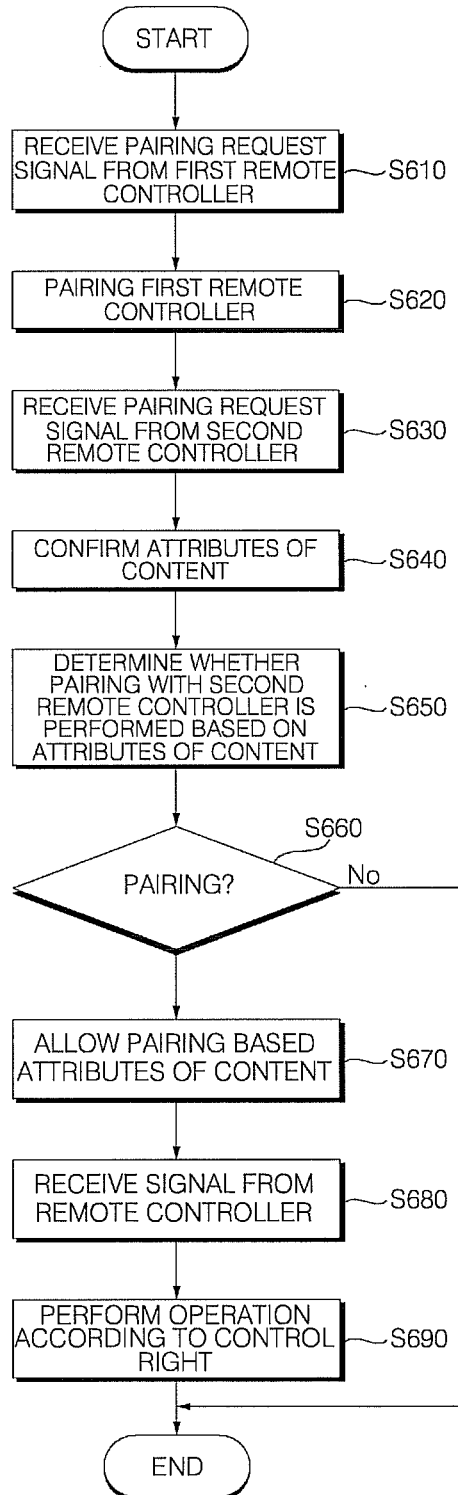 START
RECEIVE PAIRING REQUEST
SIGNAL FROM FIRST REMOTE
CONTROLLER
S610
PAIRING FIRST REMOTE
CONTROLLER
S620
RECEIVE PAIRING REQUEST
SIGNAL FROM SECOND
REMOTE CONTROLLER
S630
CONFIRM ATTRIBUTES OF
CONTENT
S640
DETERMINE WHETHER
PAIRING WITH SECOND
REMOTE CONTROLLER IS
PERFORMED BASED ON
ATTRIBUTES OF CONTENT
S650
S660
PAIRING?
No
ALLOW PAIRING BASED
ATTRIBUTES OF CONTENT
S670
RECEIVE SIGNAL FROM
REMOTE CONTROLLER
S680
PERFORM OPERATION
ACCORDING TO CONTROL
RIGHT
S690
END